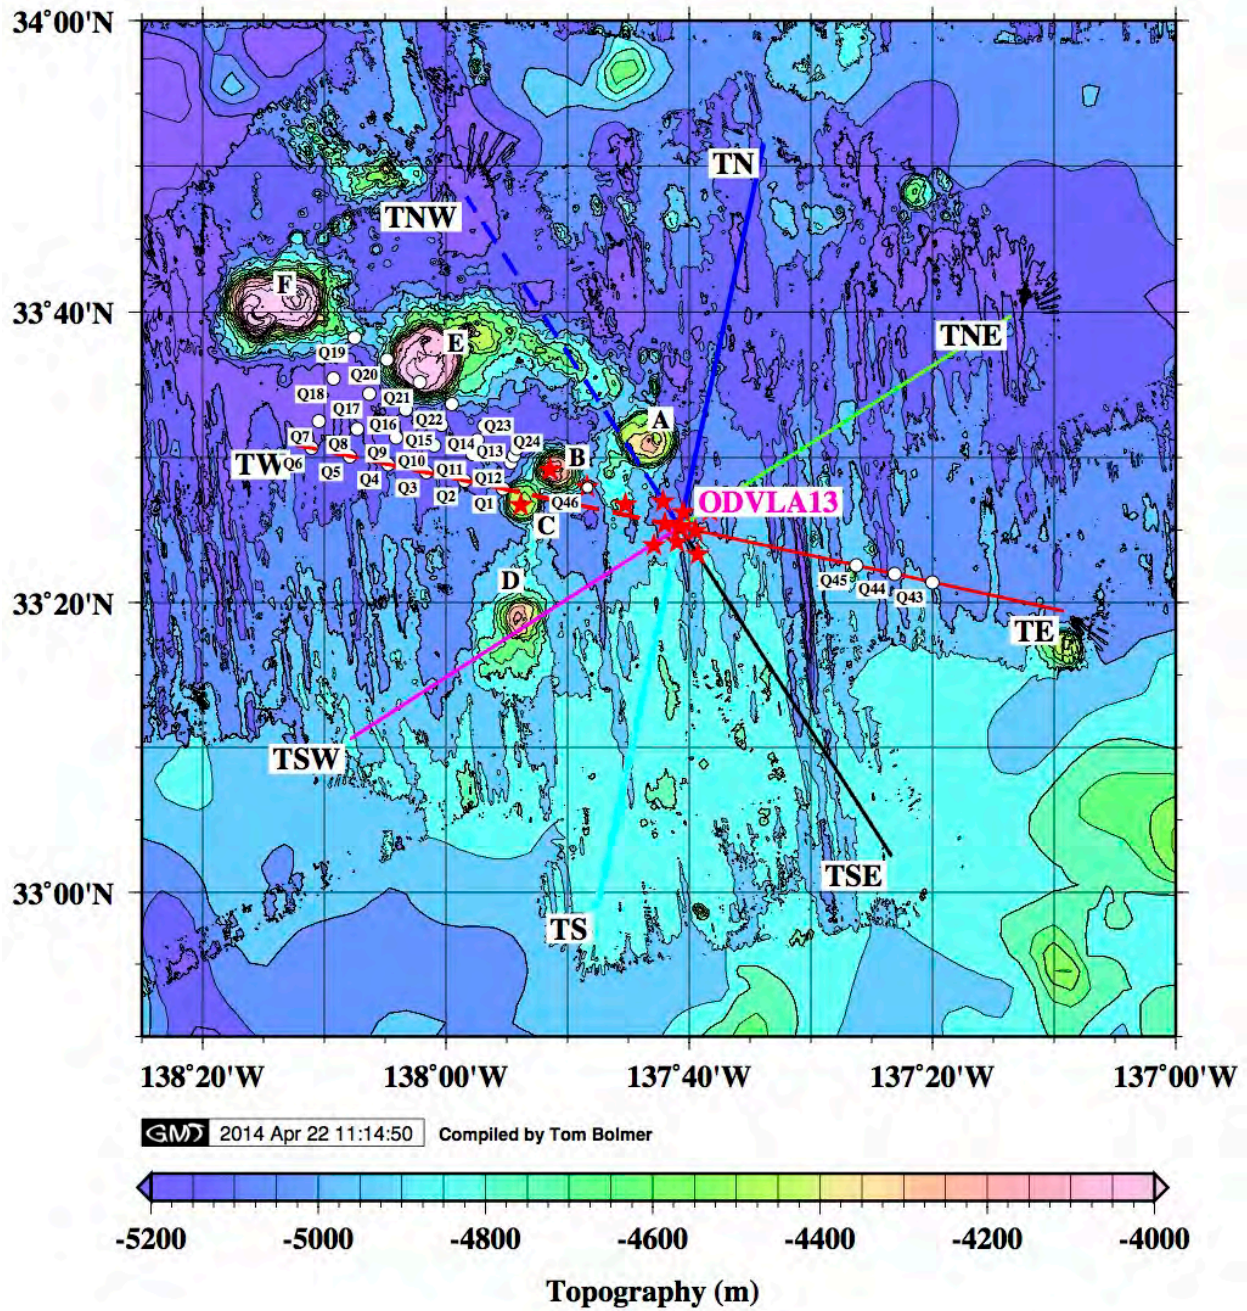 34°00'N
TN
TNW
F
33°40'N
TNE
E
Q19
Q20
Q18
Q21
Q17
Q22
A
Q16
Q23
Q7
Q8
Q15
Q14
Q24
Q9
Q13
B
TW
Q6
Q5
Q10
Q11
Q4
Q12
Q3
Q2
Q1
Q46
ODVLA13
C
D
Q45
Q44
Q43
33°20'N
TE
TSW
TSE
33°00'N
TS
138°20'W 138°00'W 137°40'W 137°20'W 137°00'W
GMT 2014 Apr 22 11:14:50 Compiled by Tom Bolmer
-5200 -5000 -4800 -4600 -4400 -4200 -4000
Topography (m)